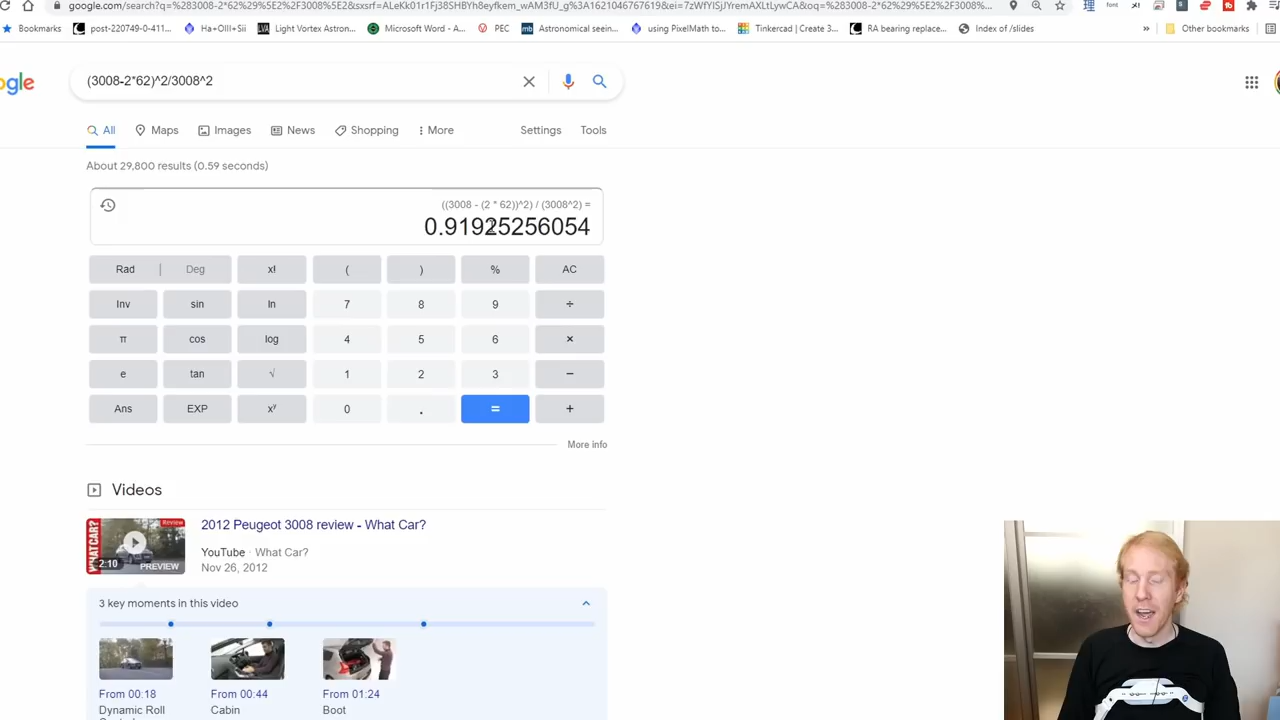 google.com/search?q=%283008-2*62%29%5E2%2F3008%5E2&sxsrf=ALeKk01r1Fj38SHBYh8eyfkem_wAM3fU_g%3A1621046767619&ei=7zWfYISjJYremAXLtLywCA&oq=%283008-2*62%29%5E2%2F3008%...
Bookmarks post-220749-0-411... Ha+OIII+Sii Light Vortex Astron... Microsoft Word - A... PEC Astronomical seein... using PixelMath to... Tinkercad | Create 3... RA bearing replace... Index of /slides » Other bookmarks
ogle (3008-2*62)^2/3008^2
All Maps Images News Shopping More Settings Tools
About 29,800 results (0.59 seconds)
((3008 - (2 * 62))^2) / (3008^2) =
0.91925256054
Rad | Deg x! ( ) % AC
Inv sin ln 7 8 9 ÷
π cos log 4 5 6 ×
e tan √ 1 2 3 −
Ans EXP xʸ 0 . = +
More info
Videos
2012 Peugeot 3008 review - What Car?
YouTube · What Car?
Nov 26, 2012
WHATCAR?
Review
2:10 PREVIEW
3 key moments in this video
From 00:18 From 00:44 From 01:24
Dynamic Roll Cabin Boot